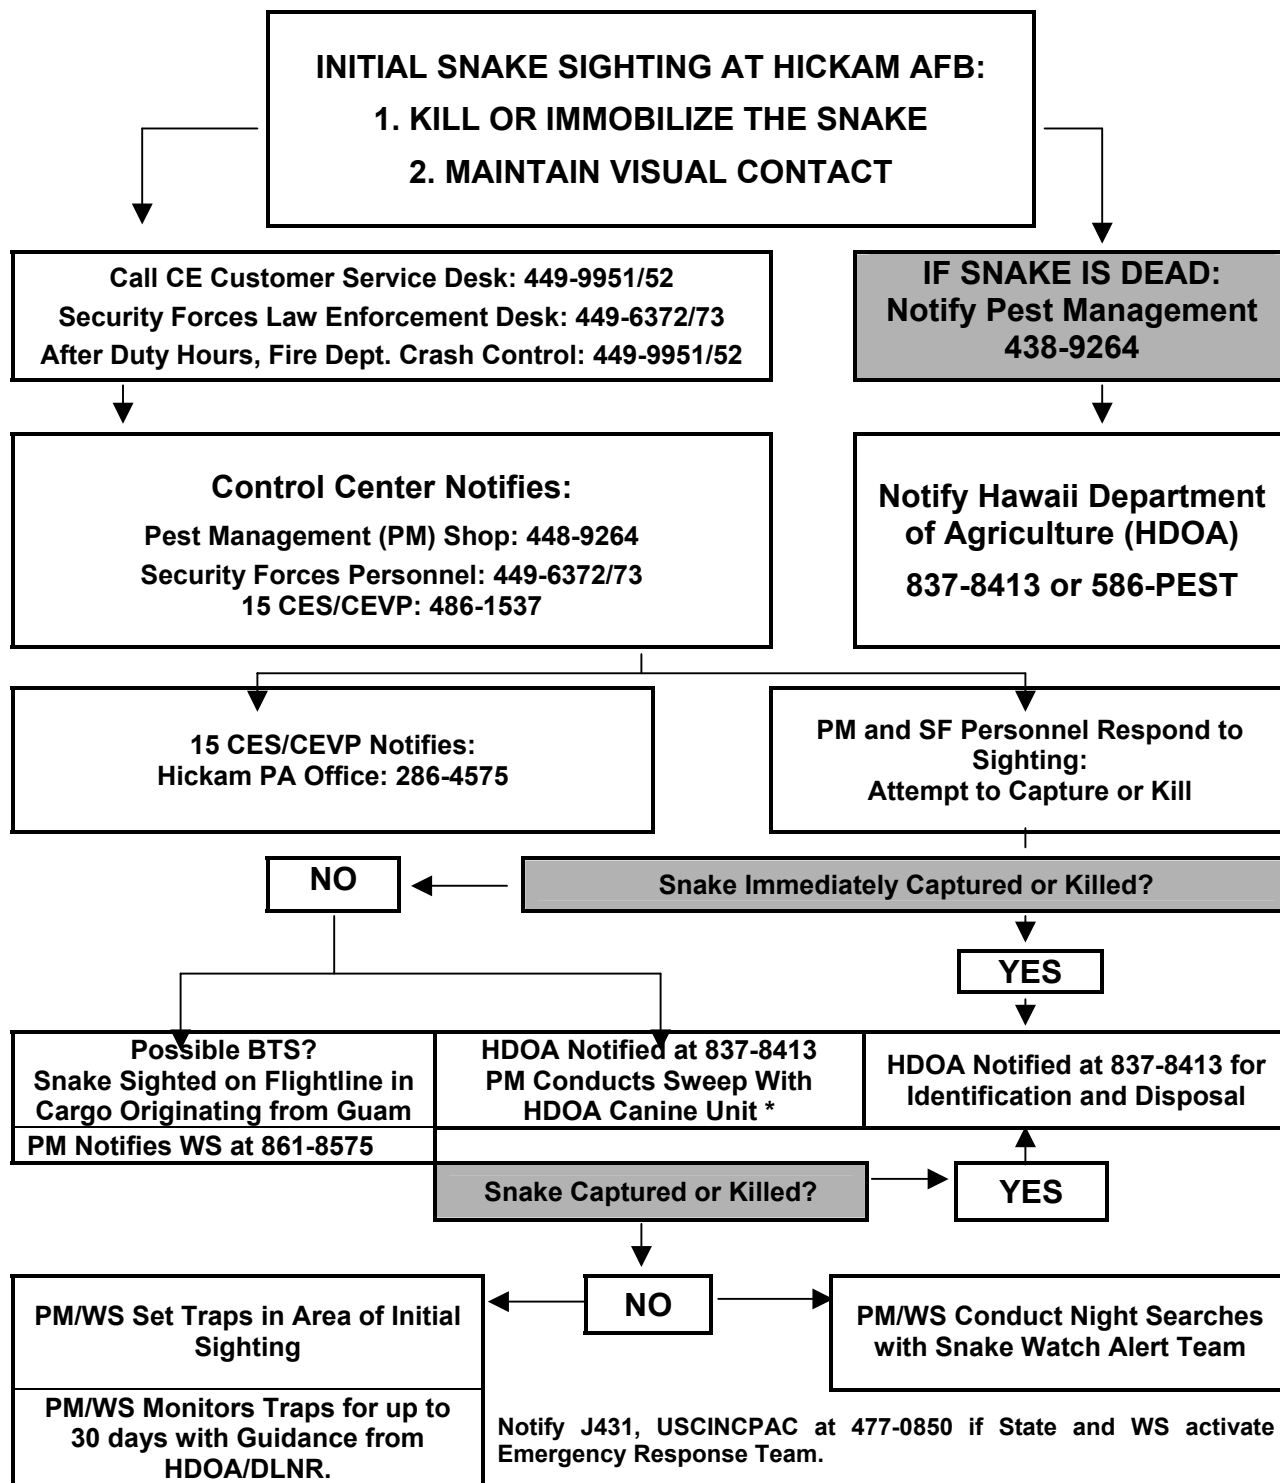 INITIAL SNAKE SIGHTING AT HICKAM AFB:
1. KILL OR IMMOBILIZE THE SNAKE
2. MAINTAIN VISUAL CONTACT
Call CE Customer Service Desk: 449-9951/52
Security Forces Law Enforcement Desk: 449-6372/73
After Duty Hours, Fire Dept. Crash Control: 449-9951/52
IF SNAKE IS DEAD:
Notify Pest Management
438-9264
Control Center Notifies:
Pest Management (PM) Shop: 448-9264
Security Forces Personnel: 449-6372/73
15 CES/CEVP: 486-1537
Notify Hawaii Department
of Agriculture (HDOA)
837-8413 or 586-PEST
15 CES/CEVP Notifies:
Hickam PA Office: 286-4575
PM and SF Personnel Respond to
Sighting:
Attempt to Capture or Kill
NO
Snake Immediately Captured or Killed?
YES
Possible BTS?
Snake Sighted on Flightline in
Cargo Originating from Guam
PM Notifies WS at 861-8575
HDOA Notified at 837-8413
PM Conducts Sweep With
HDOA Canine Unit *
HDOA Notified at 837-8413 for
Identification and Disposal
Snake Captured or Killed?
YES
NO
PM/WS Set Traps in Area of Initial
Sighting
PM/WS Monitors Traps for up to
30 days with Guidance from
HDOA/DLNR.
PM/WS Conduct Night Searches
with Snake Watch Alert Team
Notify J431, USCINCPAC at 477-0850 if State and WS activate
Emergency Response Team.